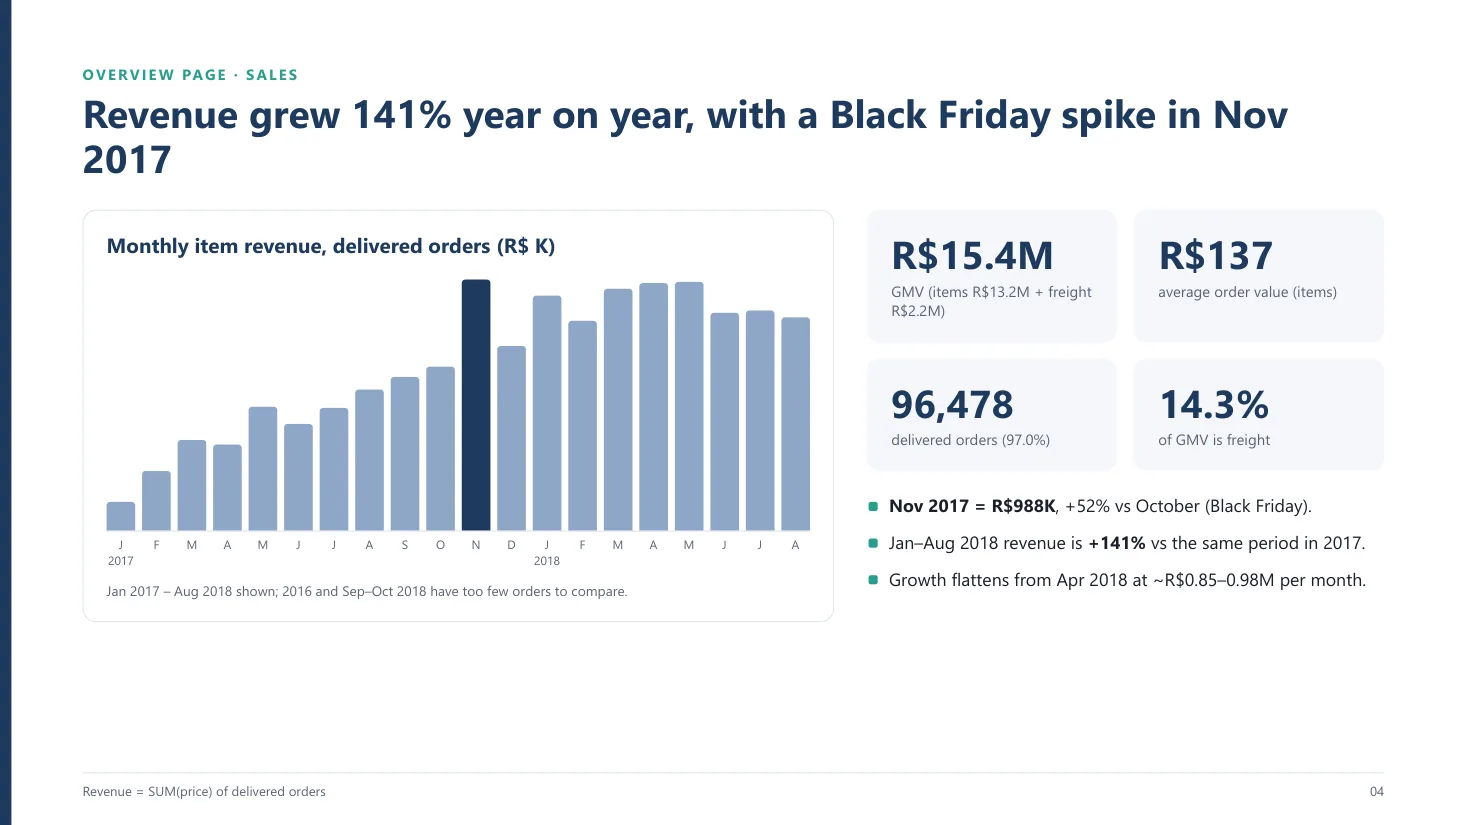 OVERVIEW PAGE · SALES
Revenue grew 141% year on year, with a Black Friday spike in Nov
2017
Monthly item revenue, delivered orders (R$ K)
J F M A M J J A S O N D J F M A M J J A
2017 2018
Jan 2017 – Aug 2018 shown; 2016 and Sep–Oct 2018 have too few orders to compare.
R$15.4M
GMV (items R$13.2M + freight
R$2.2M)
R$137
average order value (items)
96,478
delivered orders (97.0%)
14.3%
of GMV is freight
Nov 2017 = R$988K, +52% vs October (Black Friday).
Jan–Aug 2018 revenue is +141% vs the same period in 2017.
Growth flattens from Apr 2018 at ~R$0.85–0.98M per month.
Revenue = SUM(price) of delivered orders
04